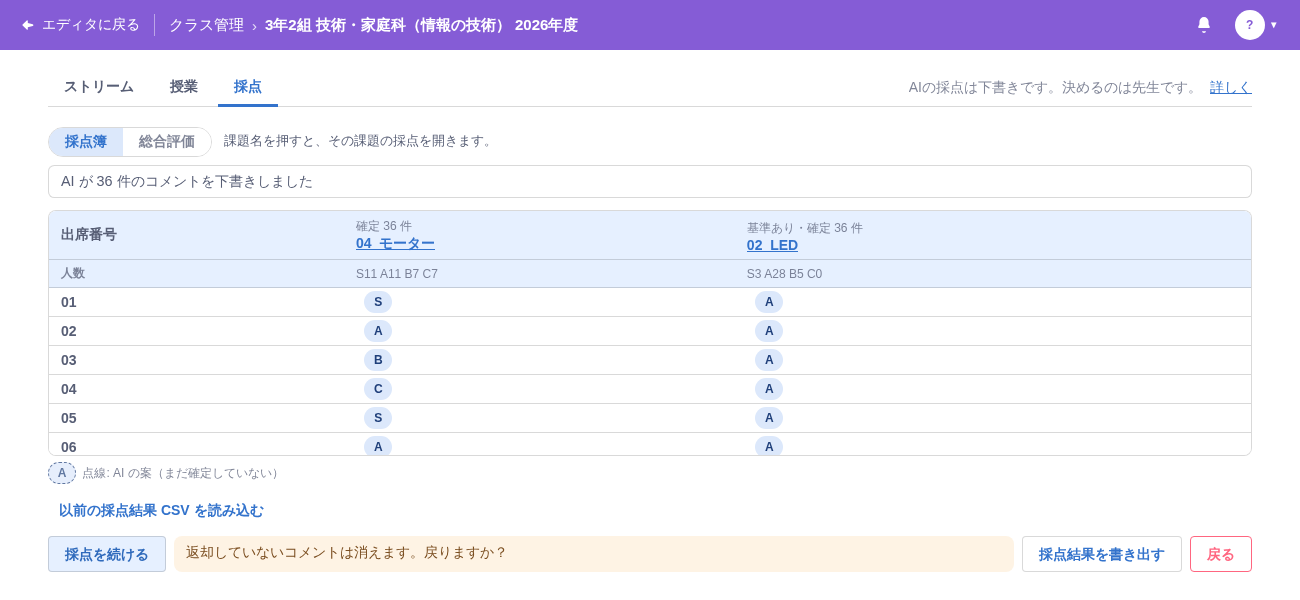 エディタに戻る クラス管理 › 3年2組 技術・家庭科（情報の技術） 2026年度 ?
ストリーム 授業 採点 AIの採点は下書きです。決めるのは先生です。 詳しく
採点簿 総合評価 課題名を押すと、その課題の採点を開きます。
AI が 36 件のコメントを下書きしました
出席番号 確定 36 件 基準あり・確定 36 件
04_モーター 02_LED
人数 S11 A11 B7 C7 S3 A28 B5 C0
01 S A
02 A A
03 B A
04 C A
05 S A
06 A A
A 点線: AI の案（まだ確定していない）
以前の採点結果 CSV を読み込む
採点を続ける 返却していないコメントは消えます。戻りますか？ 採点結果を書き出す 戻る